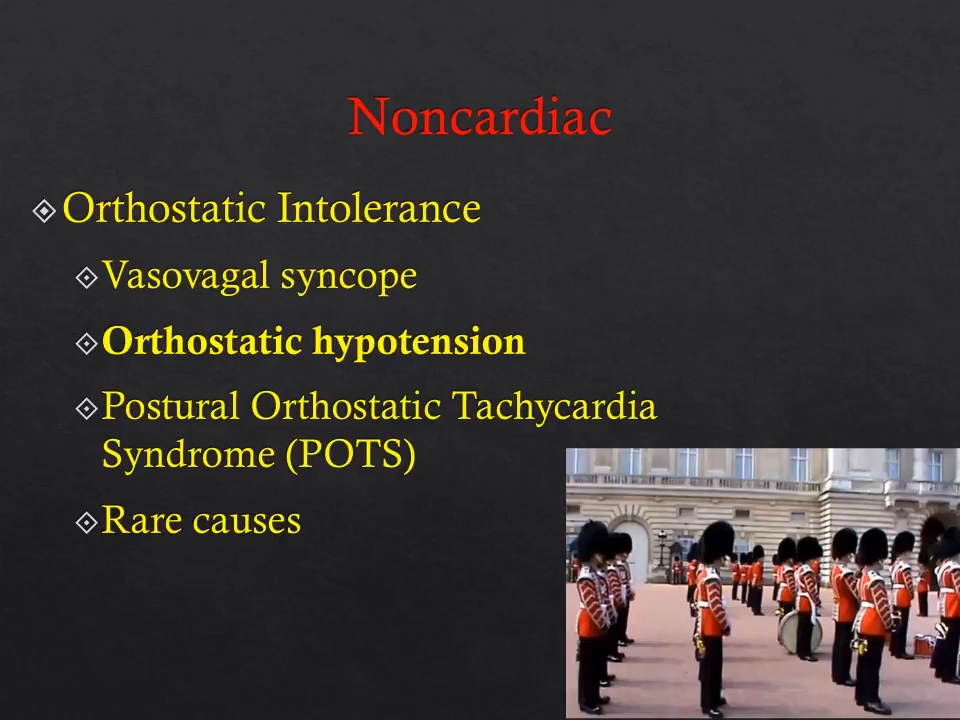 Noncardiac
Orthostatic Intolerance
Vasovagal syncope
Orthostatic hypotension
Postural Orthostatic Tachycardia
Syndrome (POTS)
Rare causes